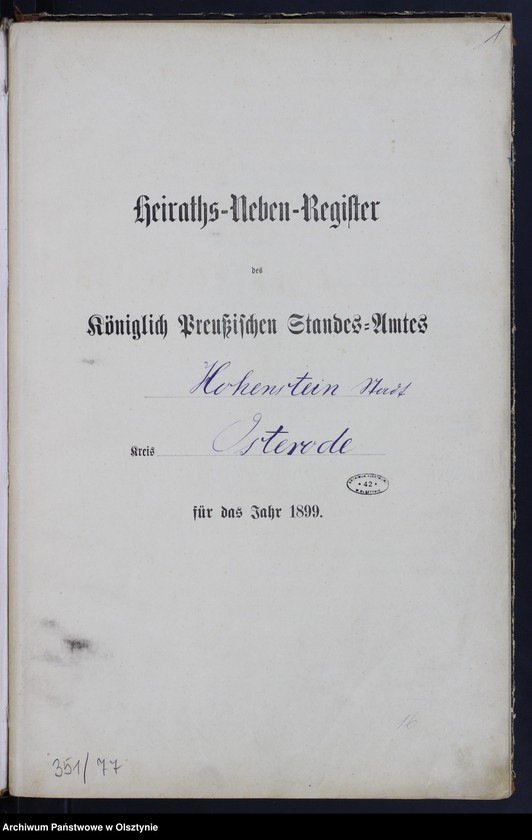 1
Heiraths-Neben-Register
des
Königlich Preußischen Standes-Amtes
Hohenstein Stadt
Kreis Osterode
* 42 *
für das Jahr 1899.
16
351/77
Archiwum Państwowe w Olsztynie